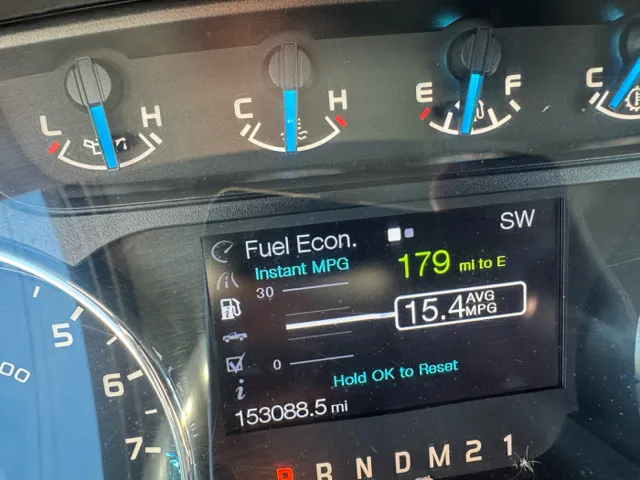 L H C H E F C
Fuel Econ. SW
Instant MPG 179 mi to E
30
15.4 AVG MPG
0
Hold OK to Reset
i
153088.5 mi
5
6
7
00
P R N D M 2 1